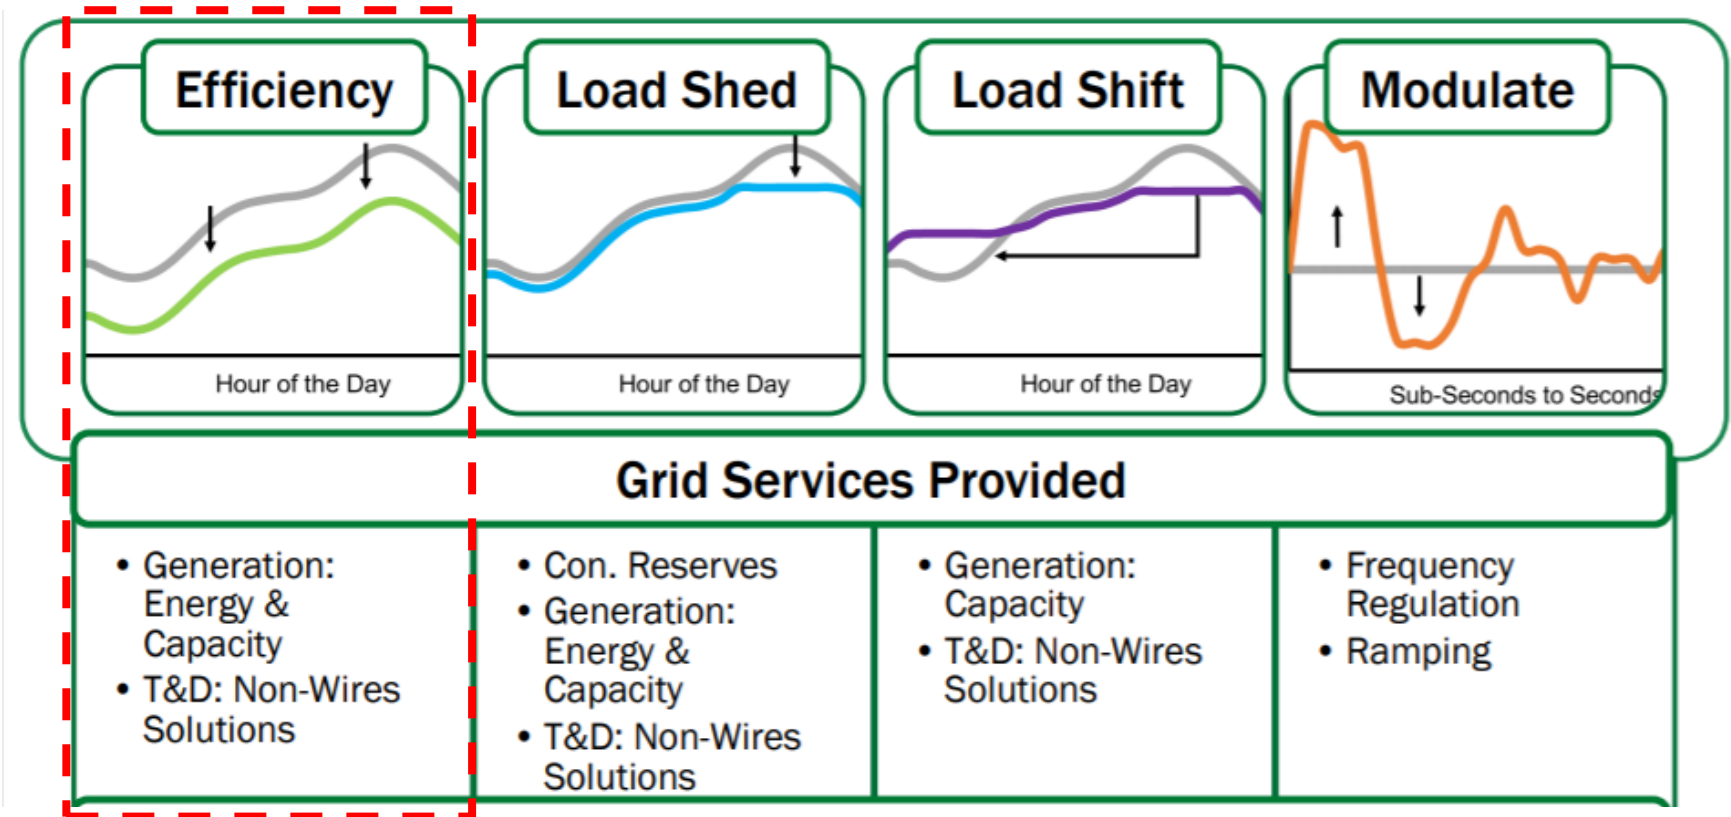 Efficiency
Load Shed
Load Shift
Modulate
Hour of the Day
Hour of the Day
Hour of the Day
Sub-Seconds to Seconds
Grid Services Provided
• Generation:
Energy &
Capacity
• T&D: Non-Wires
Solutions
• Con. Reserves
• Generation:
Energy &
Capacity
• T&D: Non-Wires
Solutions
• Generation:
Capacity
• T&D: Non-Wires
Solutions
• Frequency
Regulation
• Ramping